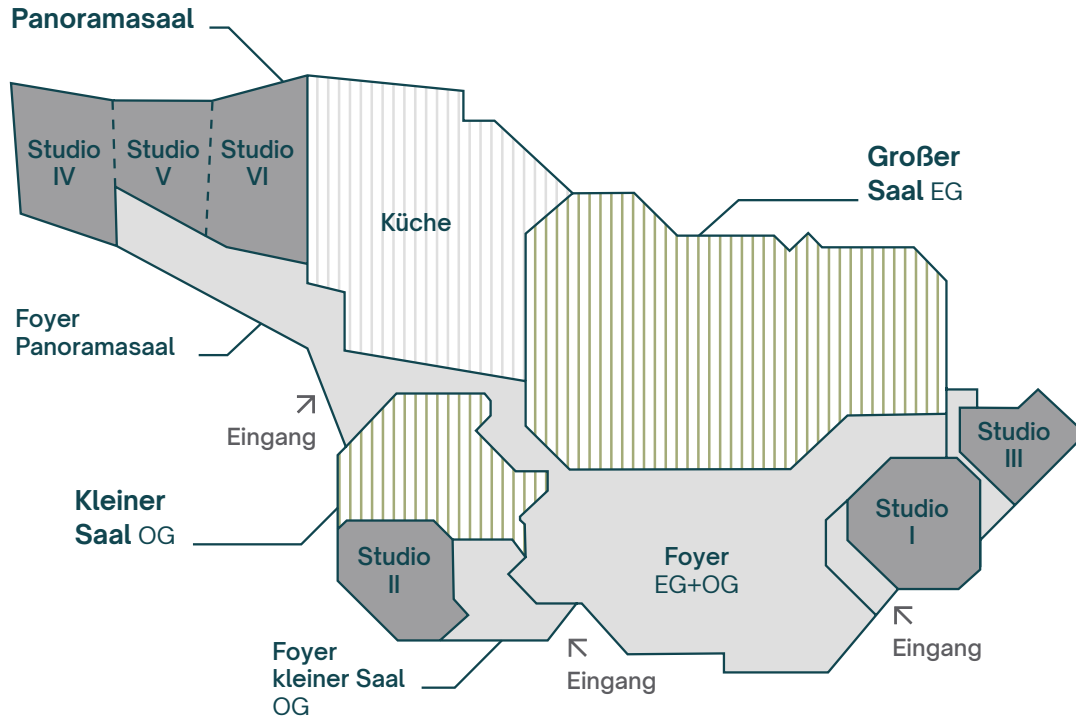 Panoramasaal
Studio
IV
Studio
V
Studio
VI
Küche
Großer
Saal EG
Foyer
Panoramasaal
Eingang
Studio
III
Kleiner
Saal OG
Studio
I
Studio
II
Foyer
EG+OG
Eingang
Foyer
kleiner Saal
OG
Eingang